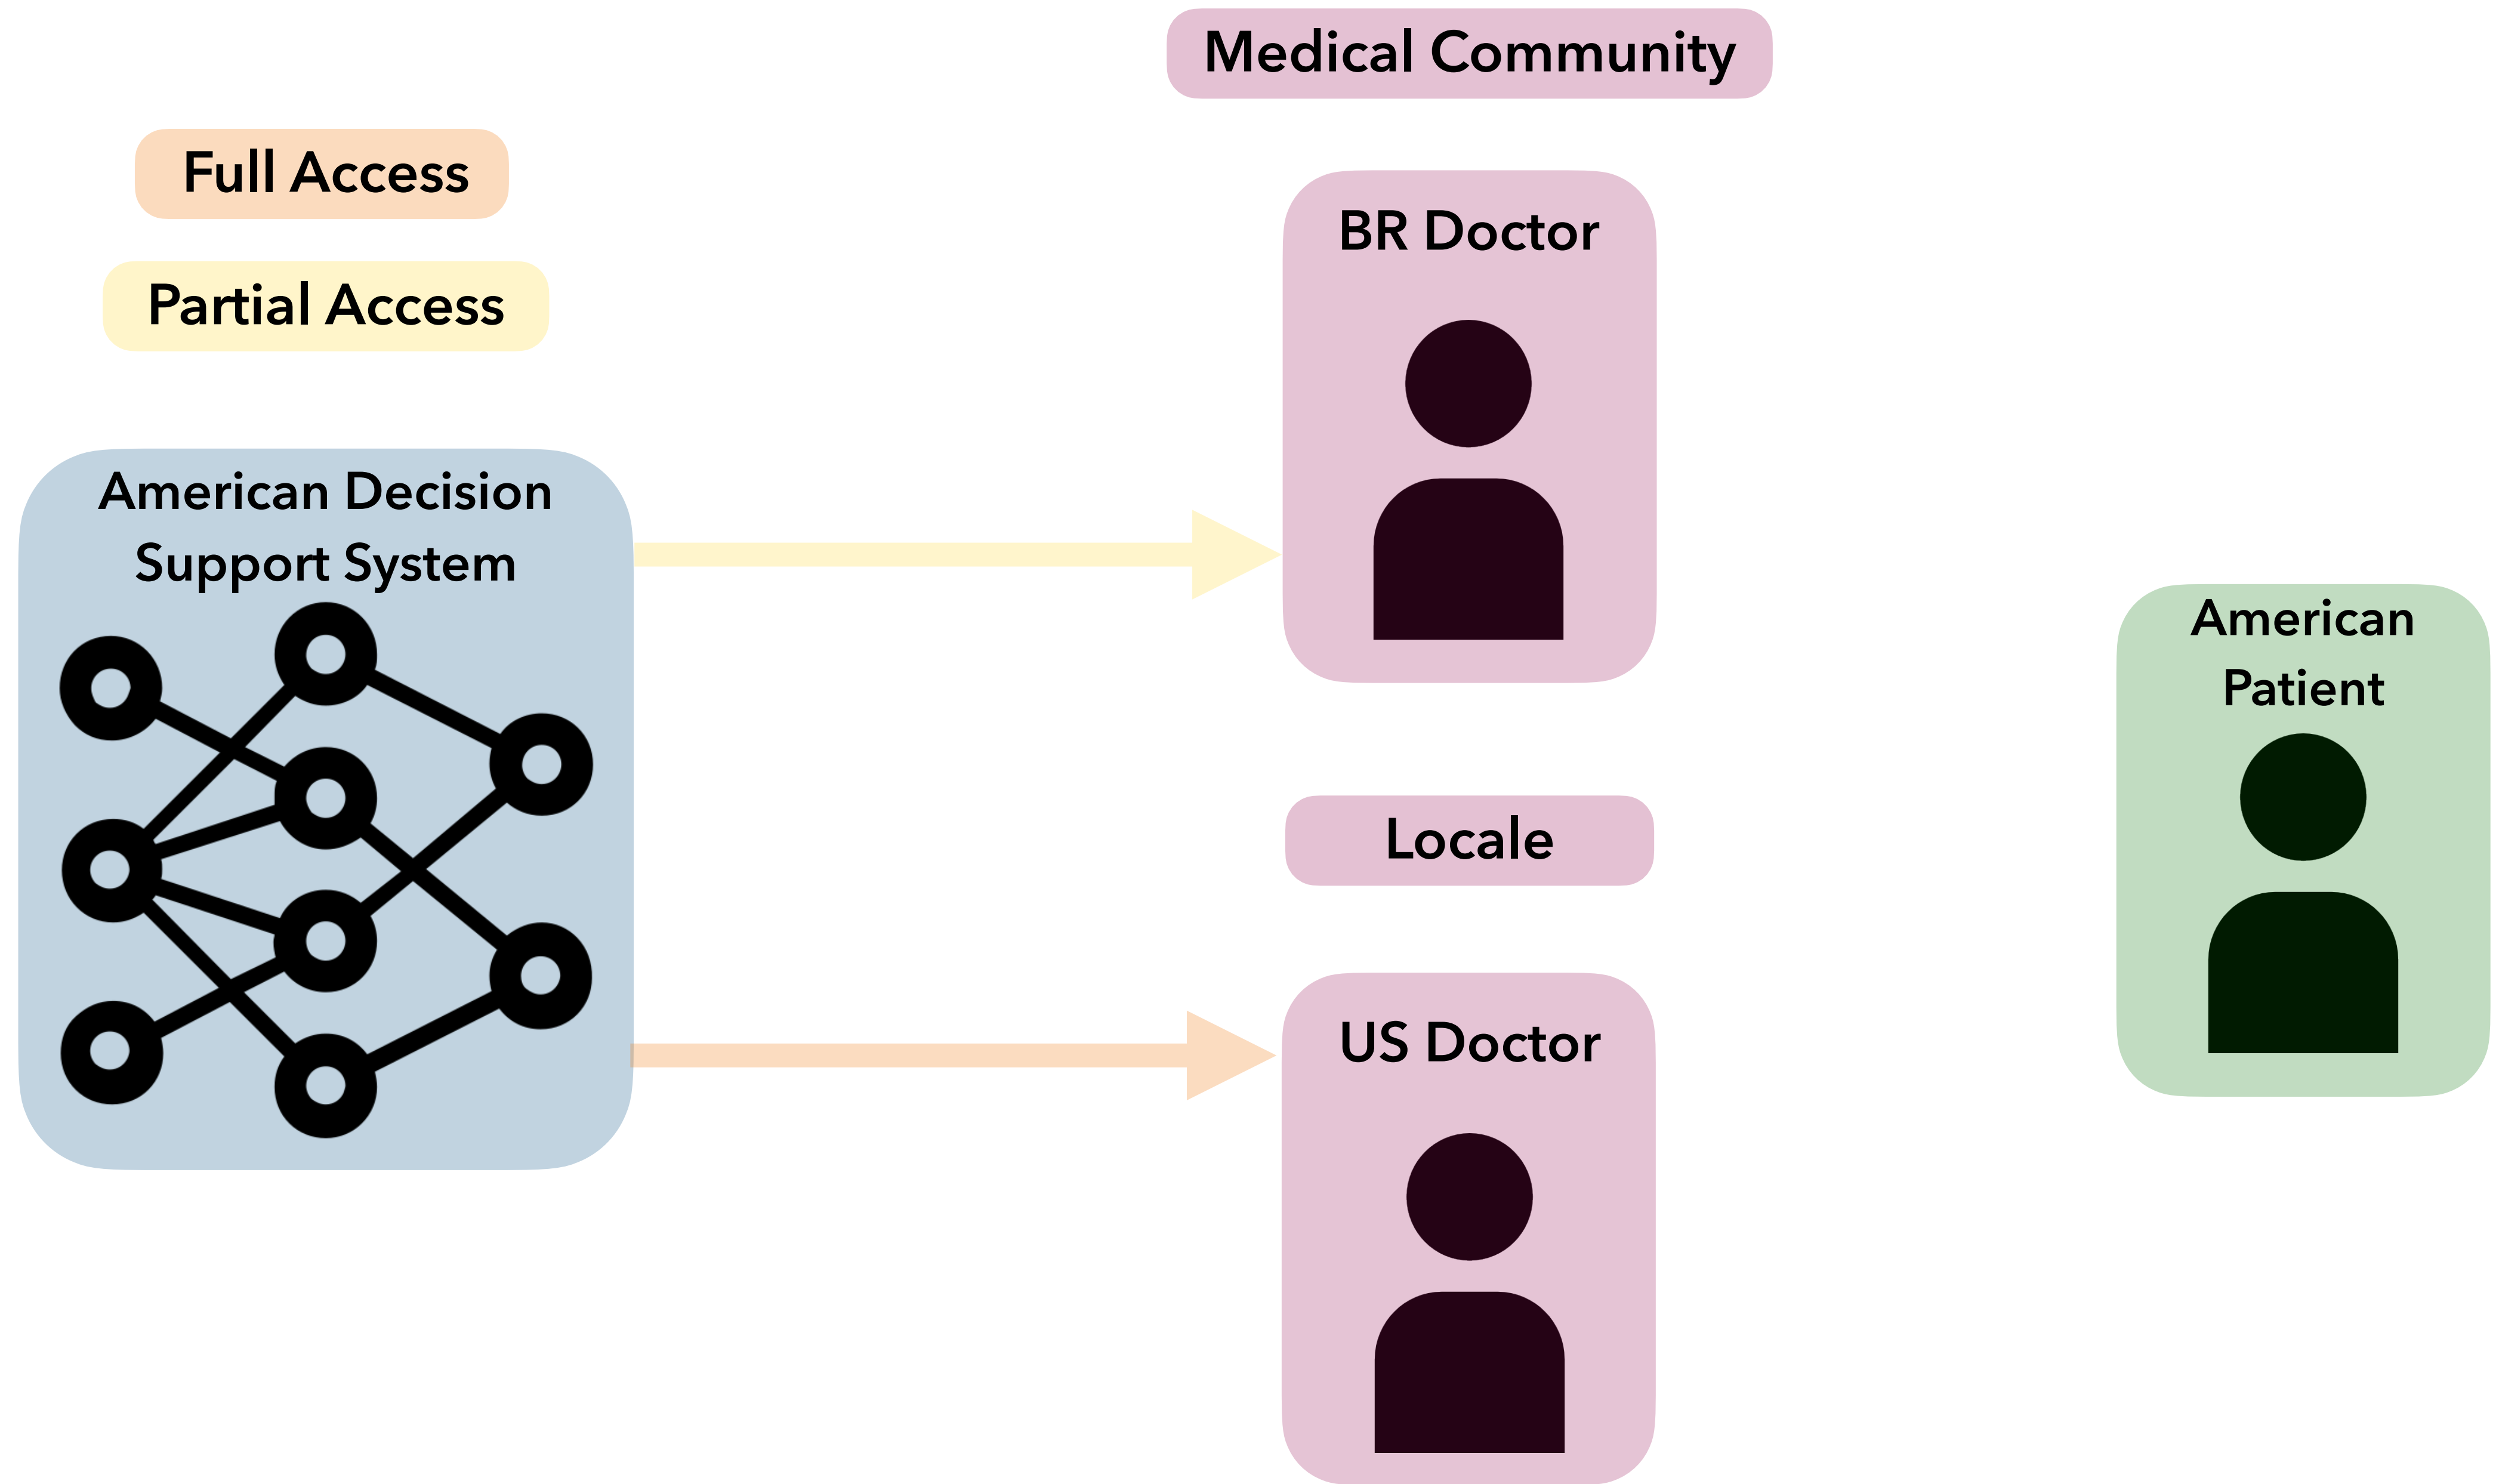 Medical Community
Full Access
Partial Access
BR Doctor
American Decision
Support System
American
Patient
Locale
US Doctor